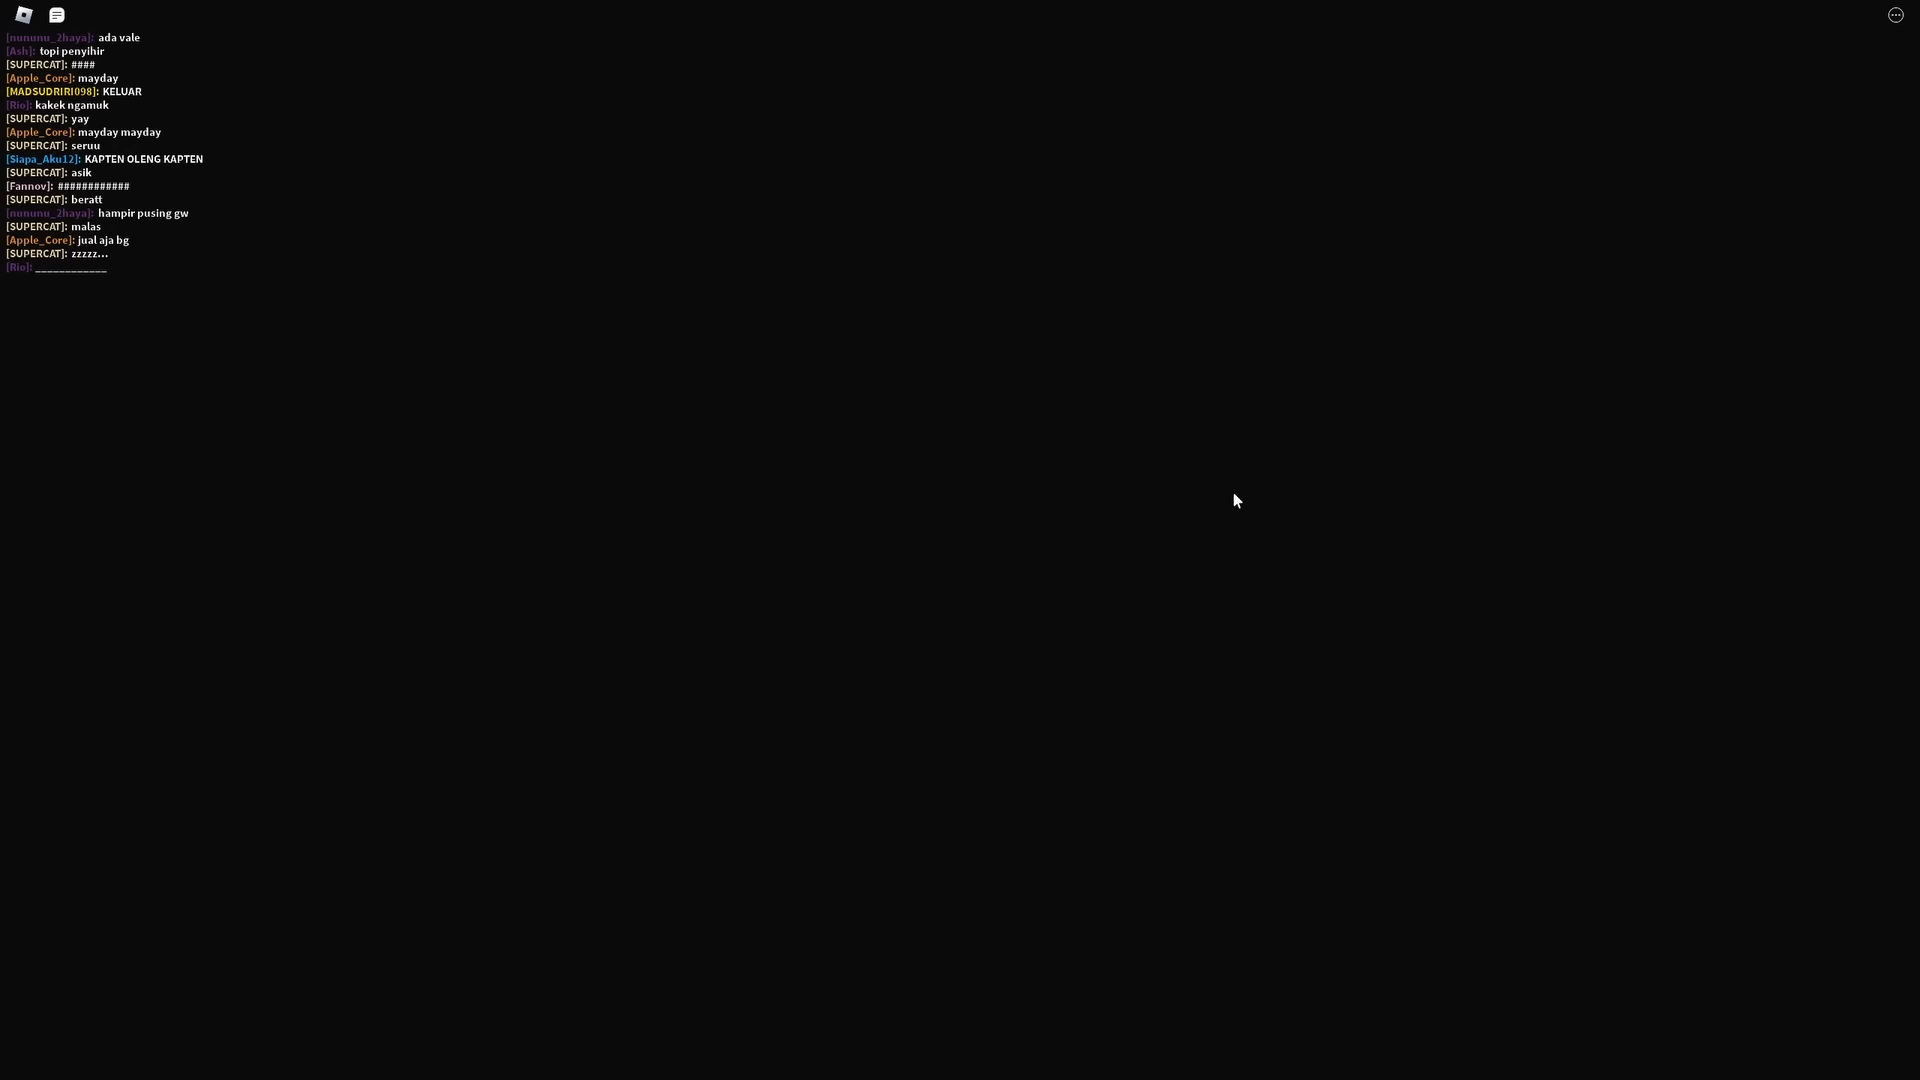 [nununu_2haya]: ada vale
[Ash]: topi penyihir
[SUPERCAT]: ####
[Apple_Core]: mayday
[MADSUDRIRI098]: KELUAR
[Rio]: kakek ngamuk
[SUPERCAT]: yay
[Apple_Core]: mayday mayday
[SUPERCAT]: seruu
[Siapa_Aku12]: KAPTEN OLENG KAPTEN
[SUPERCAT]: asik
[Fannov]: ############
[SUPERCAT]: beratt
[nununu_2haya]: hampir pusing gw
[SUPERCAT]: malas
[Apple_Core]: jual aja bg
[SUPERCAT]: zzzzz...
[Rio]: ____________